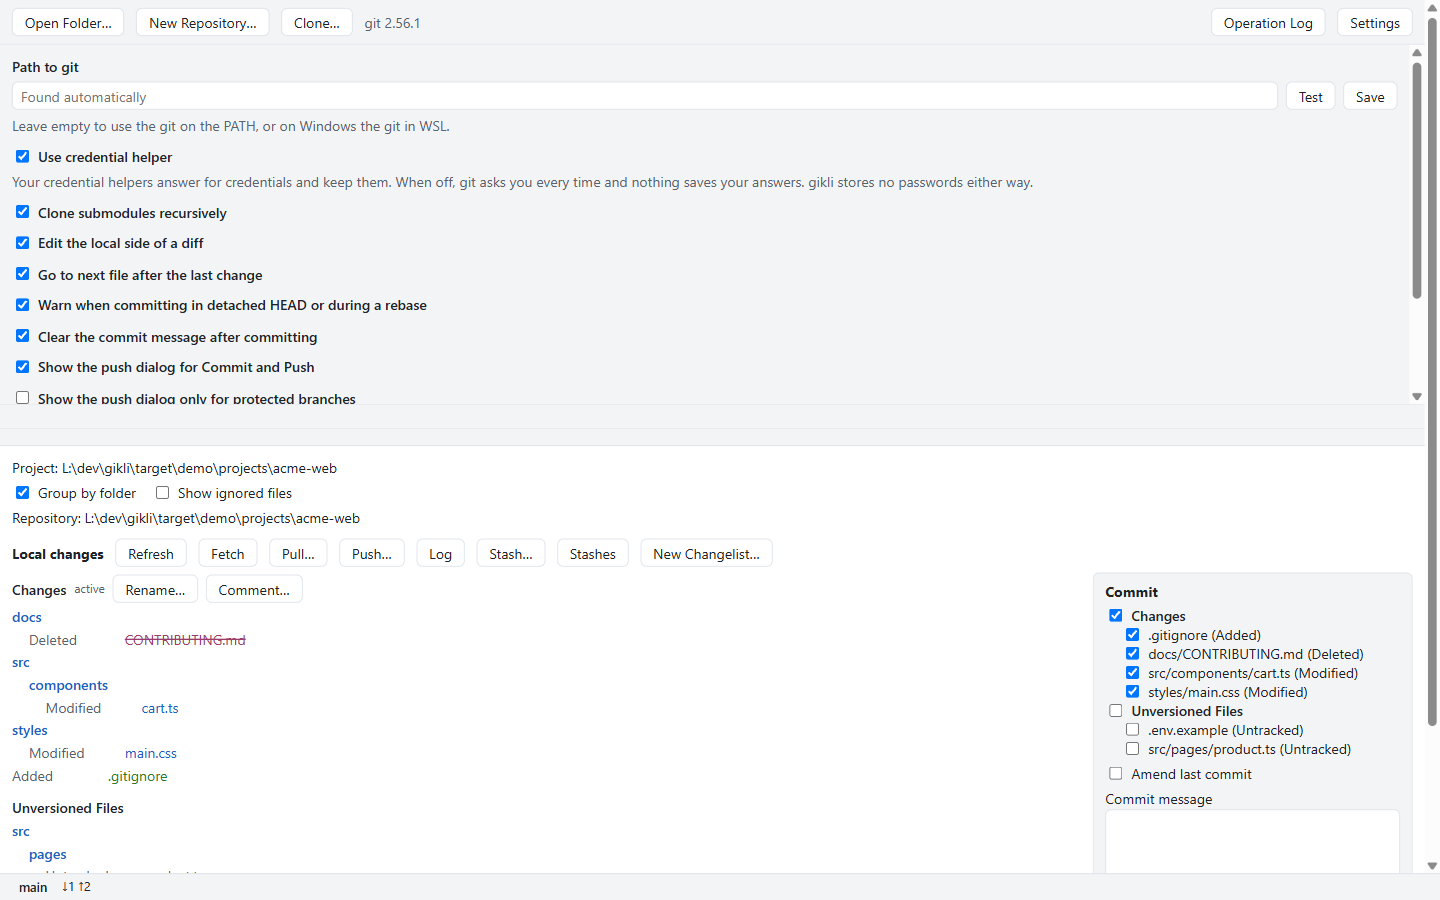 Open Folder... New Repository... Clone... git 2.56.1 Operation Log Settings
Path to git
Found automatically Test Save
Leave empty to use the git on the PATH, or on Windows the git in WSL.
Use credential helper
Your credential helpers answer for credentials and keep them. When off, git asks you every time and nothing saves your answers. gikli stores no passwords either way.
Clone submodules recursively
Edit the local side of a diff
Go to next file after the last change
Warn when committing in detached HEAD or during a rebase
Clear the commit message after committing
Show the push dialog for Commit and Push
Show the push dialog only for protected branches
Project: L:\dev\gikli\target\demo\projects\acme-web
Group by folder Show ignored files
Repository: L:\dev\gikli\target\demo\projects\acme-web
Local changes Refresh Fetch Pull... Push... Log Stash... Stashes New Changelist...
Changes active Rename... Comment...
docs
Deleted CONTRIBUTING.md
src
components
Modified cart.ts
styles
Modified main.css
Added .gitignore
Unversioned Files
src
pages
Commit
Changes
.gitignore (Added)
docs/CONTRIBUTING.md (Deleted)
src/components/cart.ts (Modified)
styles/main.css (Modified)
Unversioned Files
.env.example (Untracked)
src/pages/product.ts (Untracked)
Amend last commit
Commit message
main ↓1 ↑2